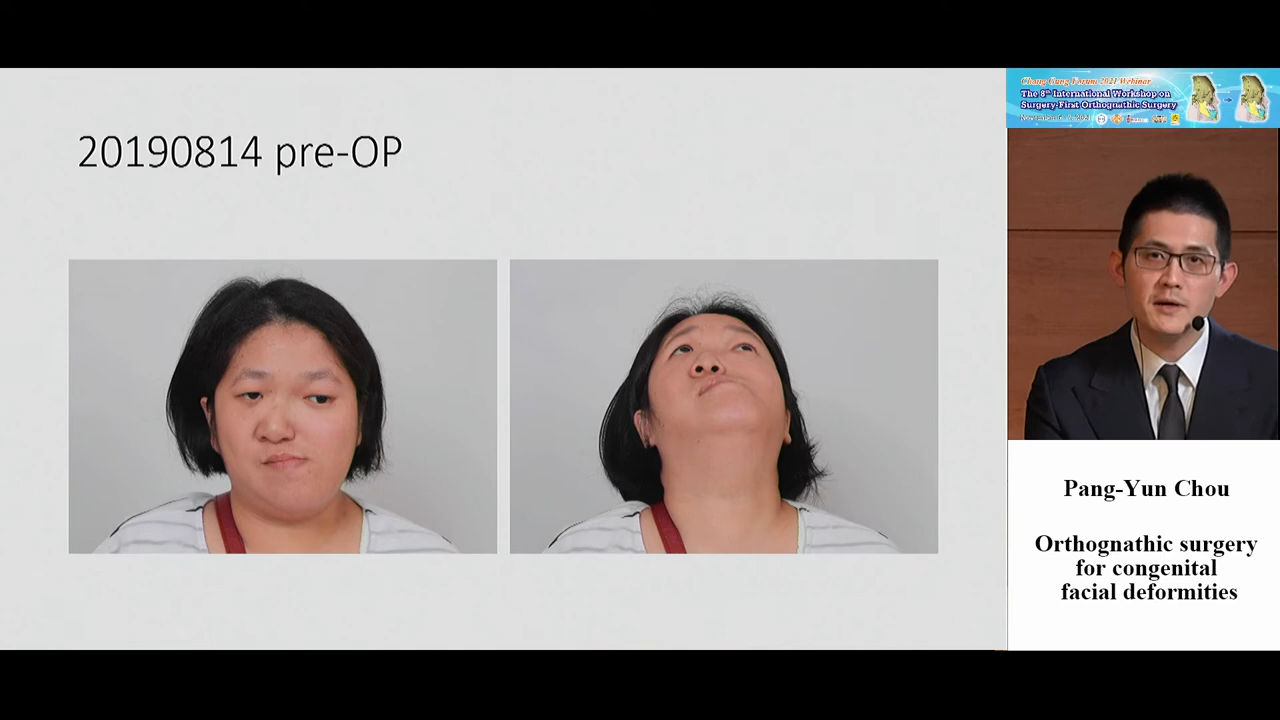 20190814 pre-OP
Chang Gung Forum 2021 Webinar
The 8th International Workshop on
Surgery-First Orthognathic Surgery
Pang-Yun Chou
Orthognathic surgery
for congenital
facial deformities